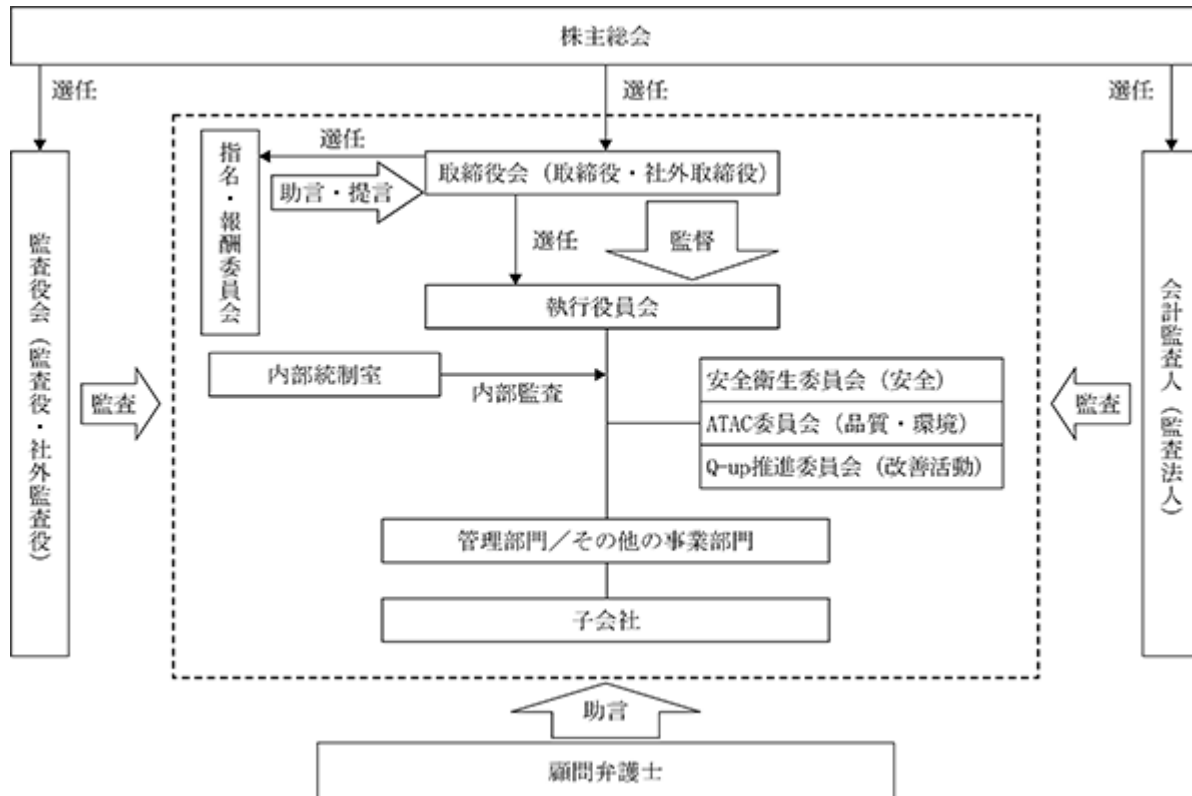 株主総会
選任
選任
選任
指名・報酬委員会
選任
助言・提言
取締役会（取締役・社外取締役）
選任
監督
執行役員会
監査役会（監査役・社外監査役）
監査
内部統制室
内部監査
安全衛生委員会（安全）
ATAC委員会（品質・環境）
Q-up推進委員会（改善活動）
監査
会計監査人（監査法人）
管理部門／その他の事業部門
子会社
助言
顧問弁護士